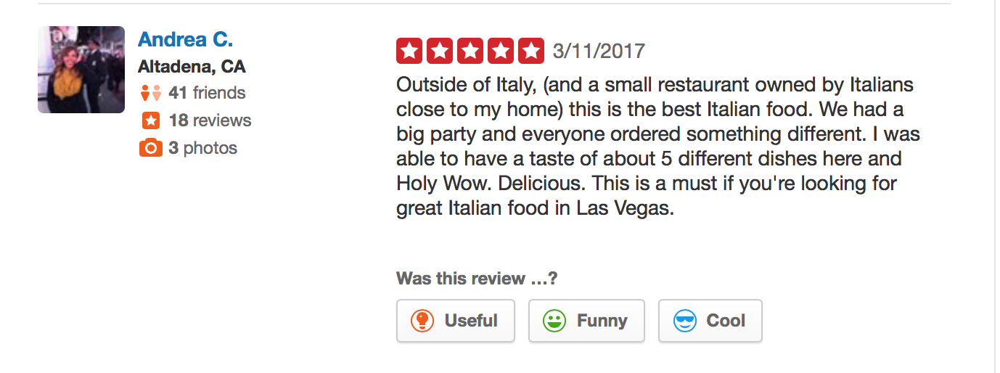 Andrea C.
Altadena, CA
41 friends
18 reviews
3 photos
3/11/2017
Outside of Italy, (and a small restaurant owned by Italians
close to my home) this is the best Italian food. We had a
big party and everyone ordered something different. I was
able to have a taste of about 5 different dishes here and
Holy Wow. Delicious. This is a must if you're looking for
great Italian food in Las Vegas.
Was this review ...?
Useful
Funny
Cool